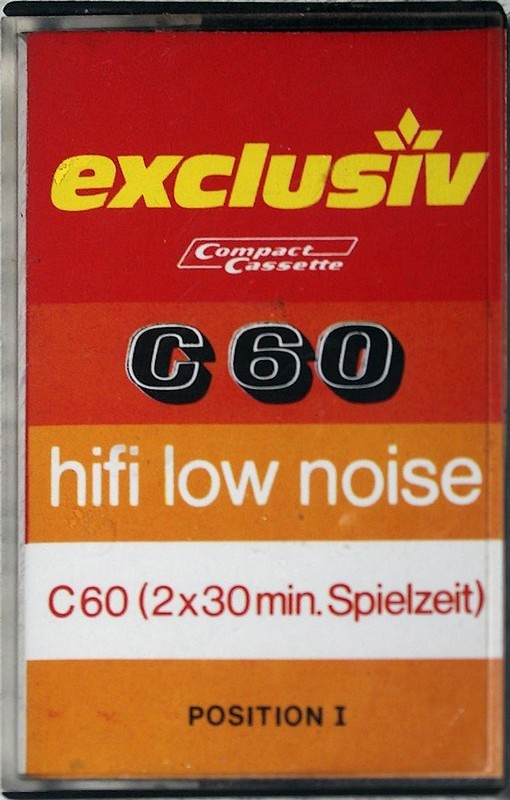 exclusiv
Compact
Cassette
C 60
hifi low noise
C60 (2x30 min. Spielzeit)
POSITION I